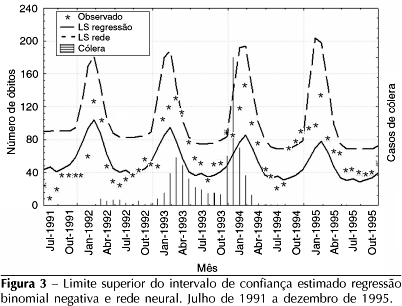 240
200
160
120
80
40
0
Número de óbitos
Observado
LS regressão
LS rede
Cólera
Casos de cólera
Jul-1991
Out-1991
Jan-1992
Abr-1992
Jul-1992
Out-1992
Jan-1993
Abr-1993
Jul-1993
Out-1993
Jan-1994
Abr-1994
Jul-1994
Out-1994
Jan-1995
Abr-1995
Jul-1995
Out-1995
Mês
Figura 3 – Limite superior do intervalo de confiança estimado regressão
binomial negativa e rede neural. Julho de 1991 a dezembro de 1995.